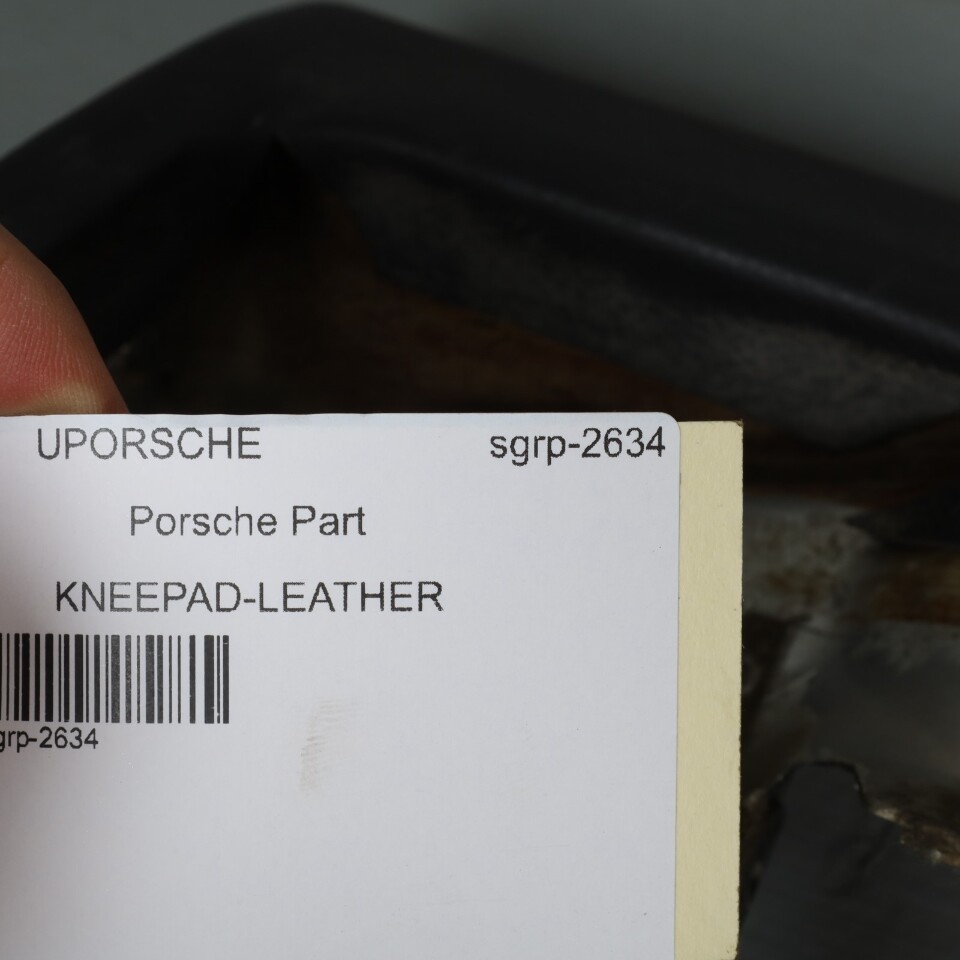 UPORSCHE sgrp-2634
Porsche Part
KNEEPAD-LEATHER
grp-2634